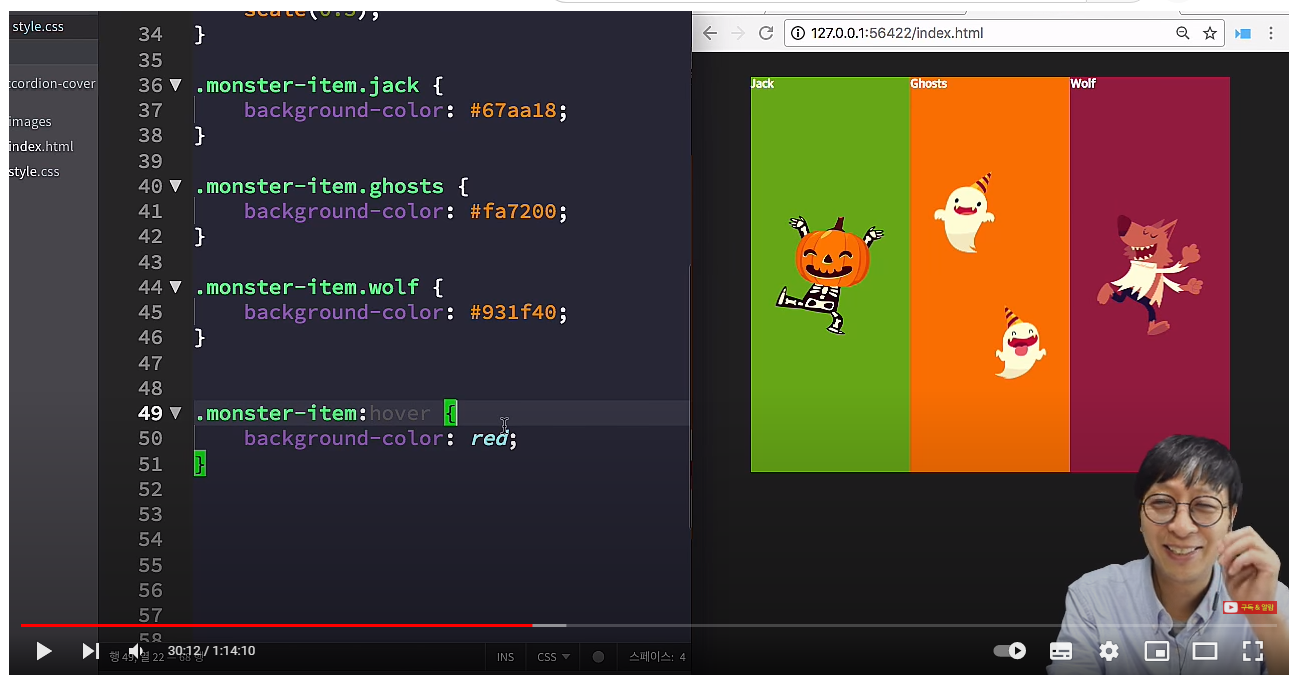 style.css
ccordion-cover
images
index.html
style.css
scale(0.5);
34 }
35
36 .monster-item.jack {
37 background-color: #67aa18;
38 }
39
40 .monster-item.ghosts {
41 background-color: #fa7200;
42 }
43
44 .monster-item.wolf {
45 background-color: #931f40;
46 }
47
48
49 .monster-item:hover {
50 background-color: red;
51 }
52
53
54
55
56
57
58
127.0.0.1:56422/index.html
Jack Ghosts Wolf
구독 & 알림
30:12 / 1:14:10
행 49, 열 22 — 68 행
INS CSS 스페이스: 4